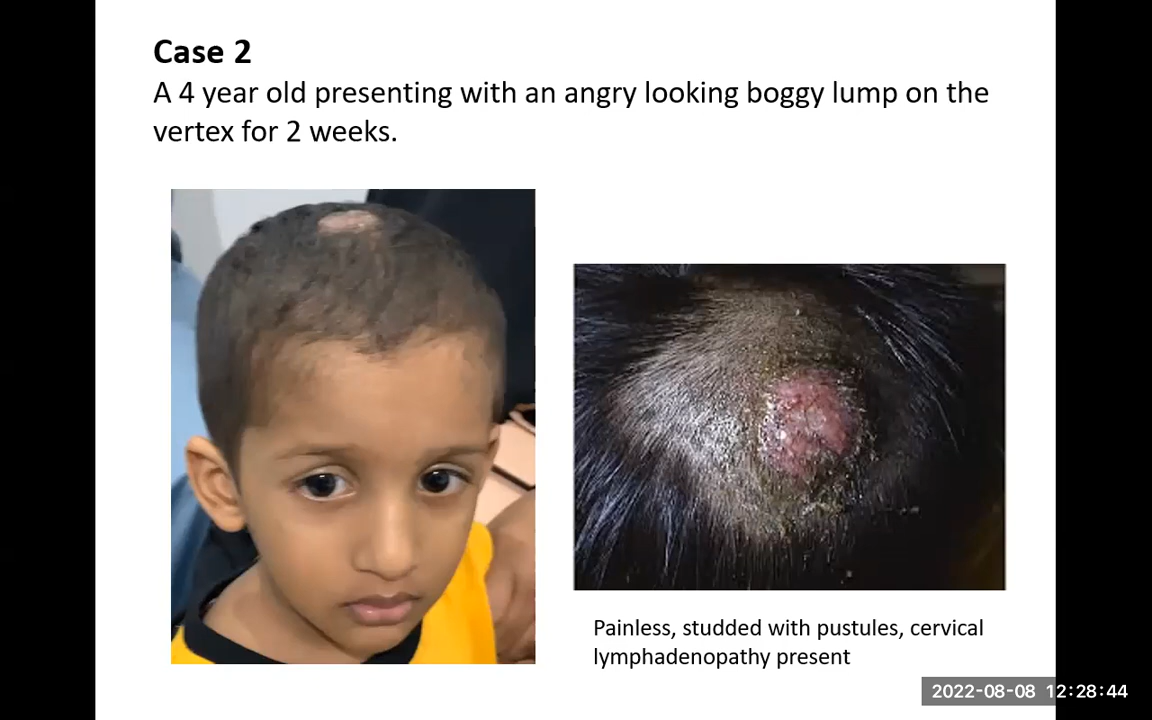 Case 2
A 4 year old presenting with an angry looking boggy lump on the
vertex for 2 weeks.
Painless, studded with pustules, cervical
lymphadenopathy present
2022-08-08 12:28:44